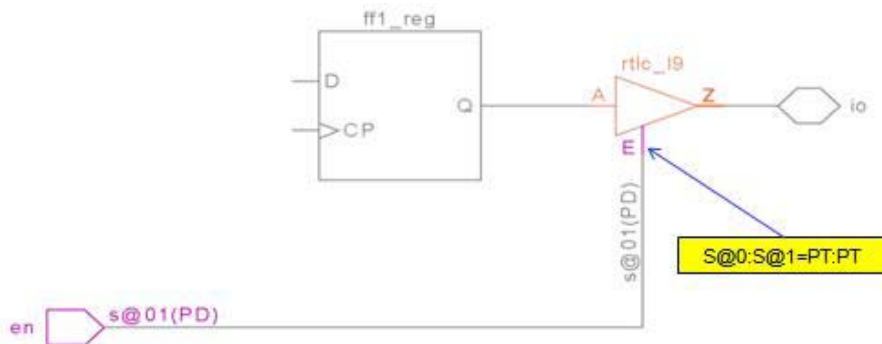 ff1_reg
rtlc_I9
D
Q
A
Z
io
CP
E
s@01(PD)
S@0:S@1=PT:PT
en
s@01(PD)